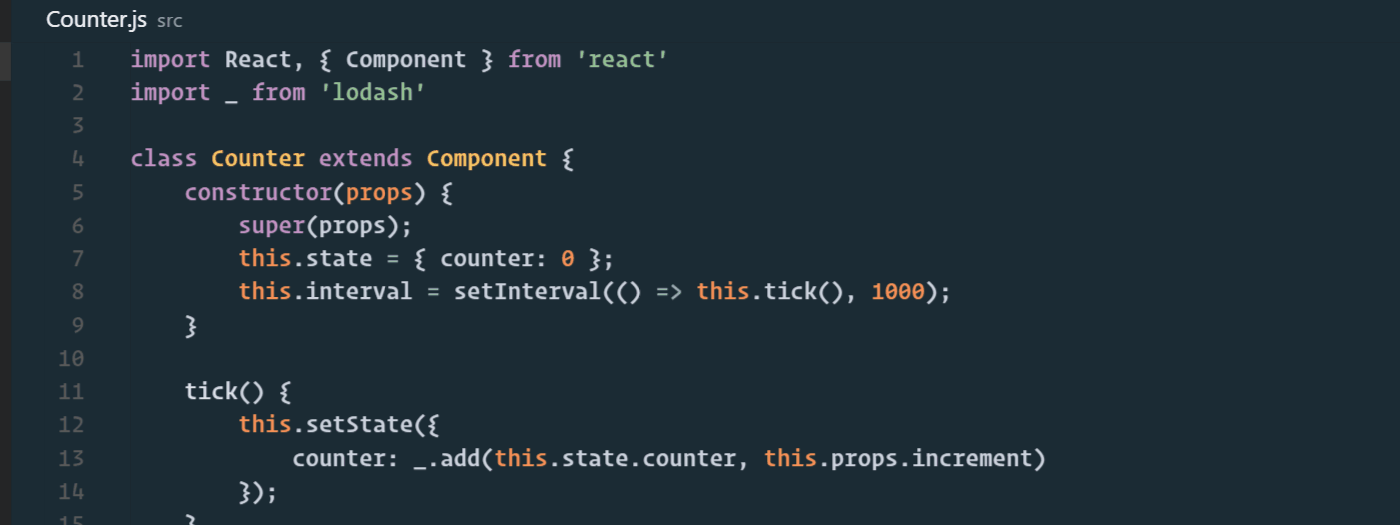 Counter.js src
1 import React, { Component } from 'react'
2 import _ from 'lodash'
3
4 class Counter extends Component {
5     constructor(props) {
6         super(props);
7         this.state = { counter: 0 };
8         this.interval = setInterval(() => this.tick(), 1000);
9     }
10
11     tick() {
12         this.setState({
13             counter: _.add(this.state.counter, this.props.increment)
14         });
15     }